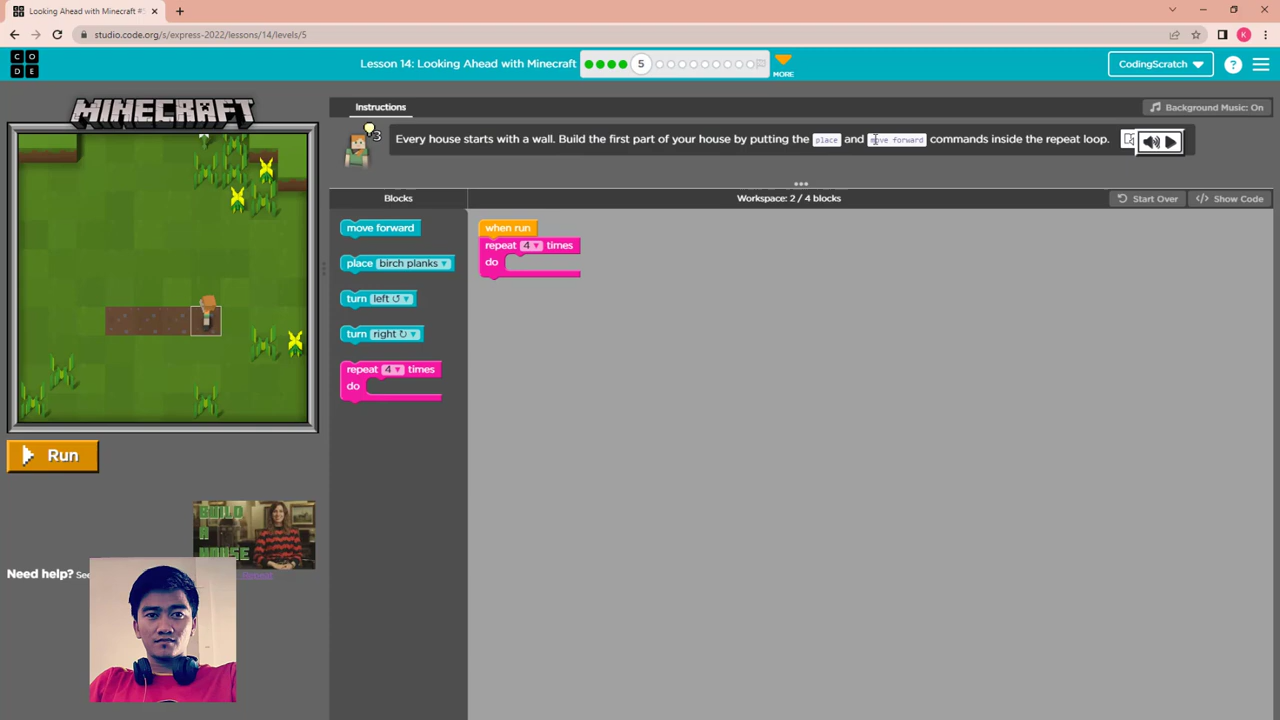 Looking Ahead with Minecraft #
studio.code.org/s/express-2022/lessons/14/levels/5
K
CODE
Lesson 14: Looking Ahead with Minecraft
5
MORE
CodingScratch
?
MINECRAFT
Instructions
Background Music: On
3
Every house starts with a wall. Build the first part of your house by putting the place and move forward commands inside the repeat loop.
Blocks
Workspace: 2 / 4 blocks
Start Over
Show Code
move forward
place birch planks
turn left
turn right
repeat 4 times
do
when run
repeat 4 times
do
Run
BUILD
A
HOUSE
Need help? See
Repeat